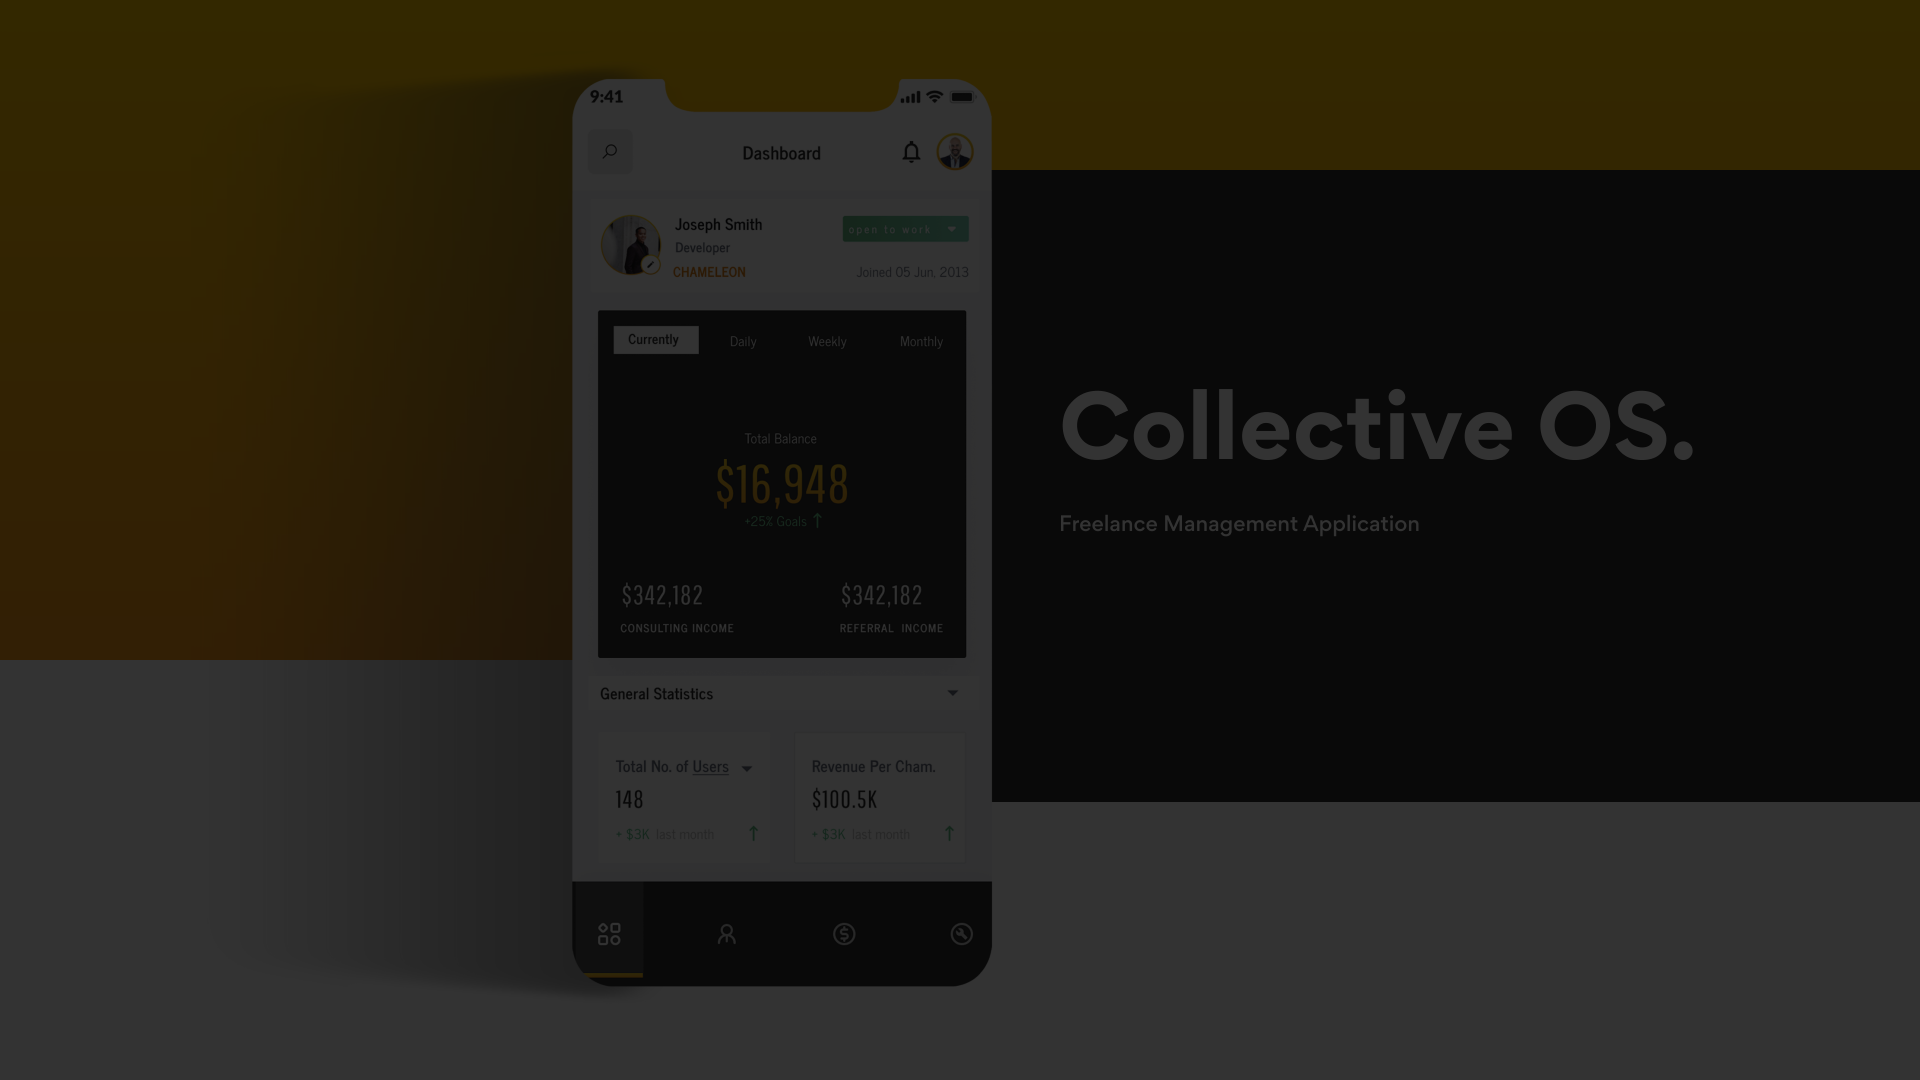 9:41
Dashboard
Joseph Smith
open to work
Developer
CHAMELEON
Joined 05 Jun, 2013
Currently
Daily
Weekly
Monthly
Total Balance
$16,948
+25% Goals ↑
$342,182
$342,182
CONSULTING INCOME
REFERRAL INCOME
General Statistics
Total No. of Users
Revenue Per Cham.
148
$100.5K
+ $3K last month ↑
+ $3K last month ↑
Collective OS.
Freelance Management Application